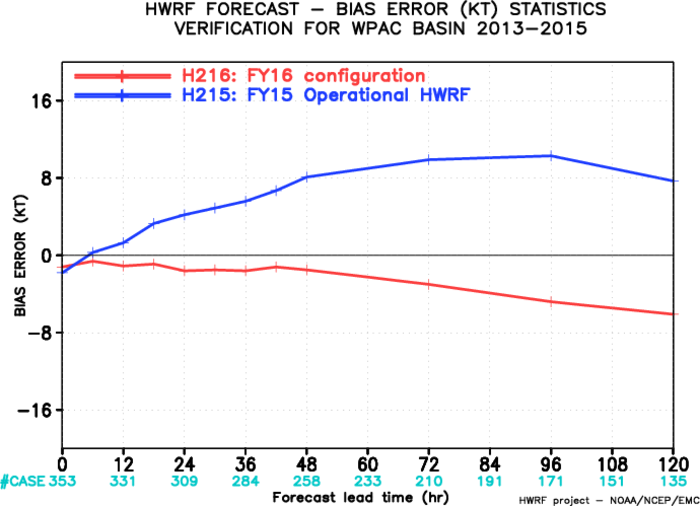 HWRF FORECAST – BIAS ERROR (KT) STATISTICS
VERIFICATION FOR WPAC BASIN 2013–2015
H216: FY16 configuration
H215: FY15 Operational HWRF
BIAS ERROR (KT)
16
8
0
–8
–16
0 12 24 36 48 60 72 84 96 108 120
#CASE 353 331 309 284 258 233 210 191 171 151 135
Forecast lead time (hr)
HWRF project – NOAA/NCEP/EMC